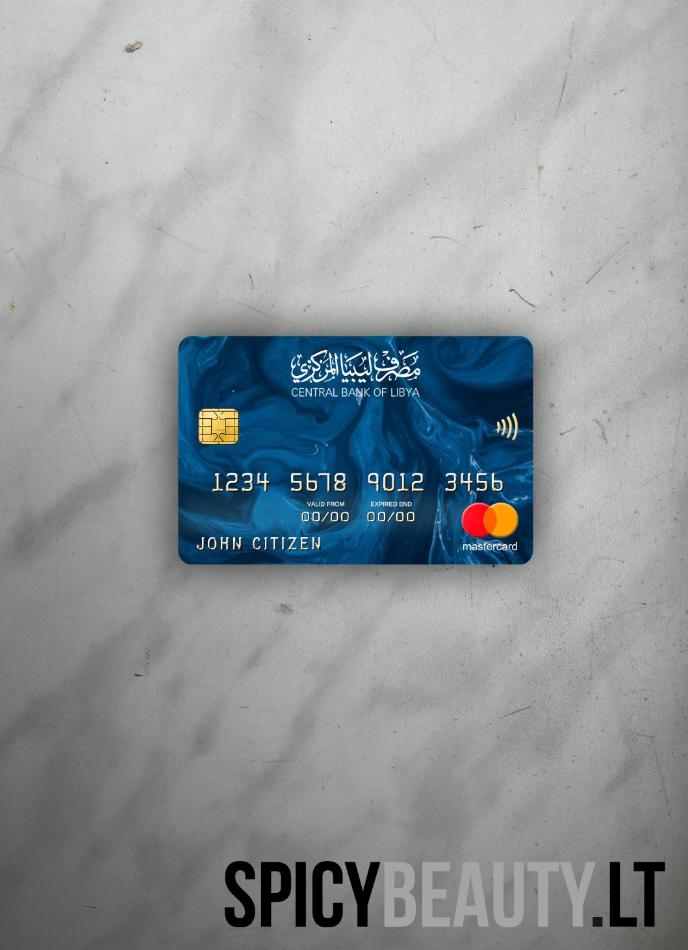 مصرف ليبيا المركزي
CENTRAL BANK OF LIBYA
1234 5678 9012 3456
VALID FROM EXPIRED END
00/00 00/00
JOHN CITIZEN
mastercard
SPICYBEAUTY.LT